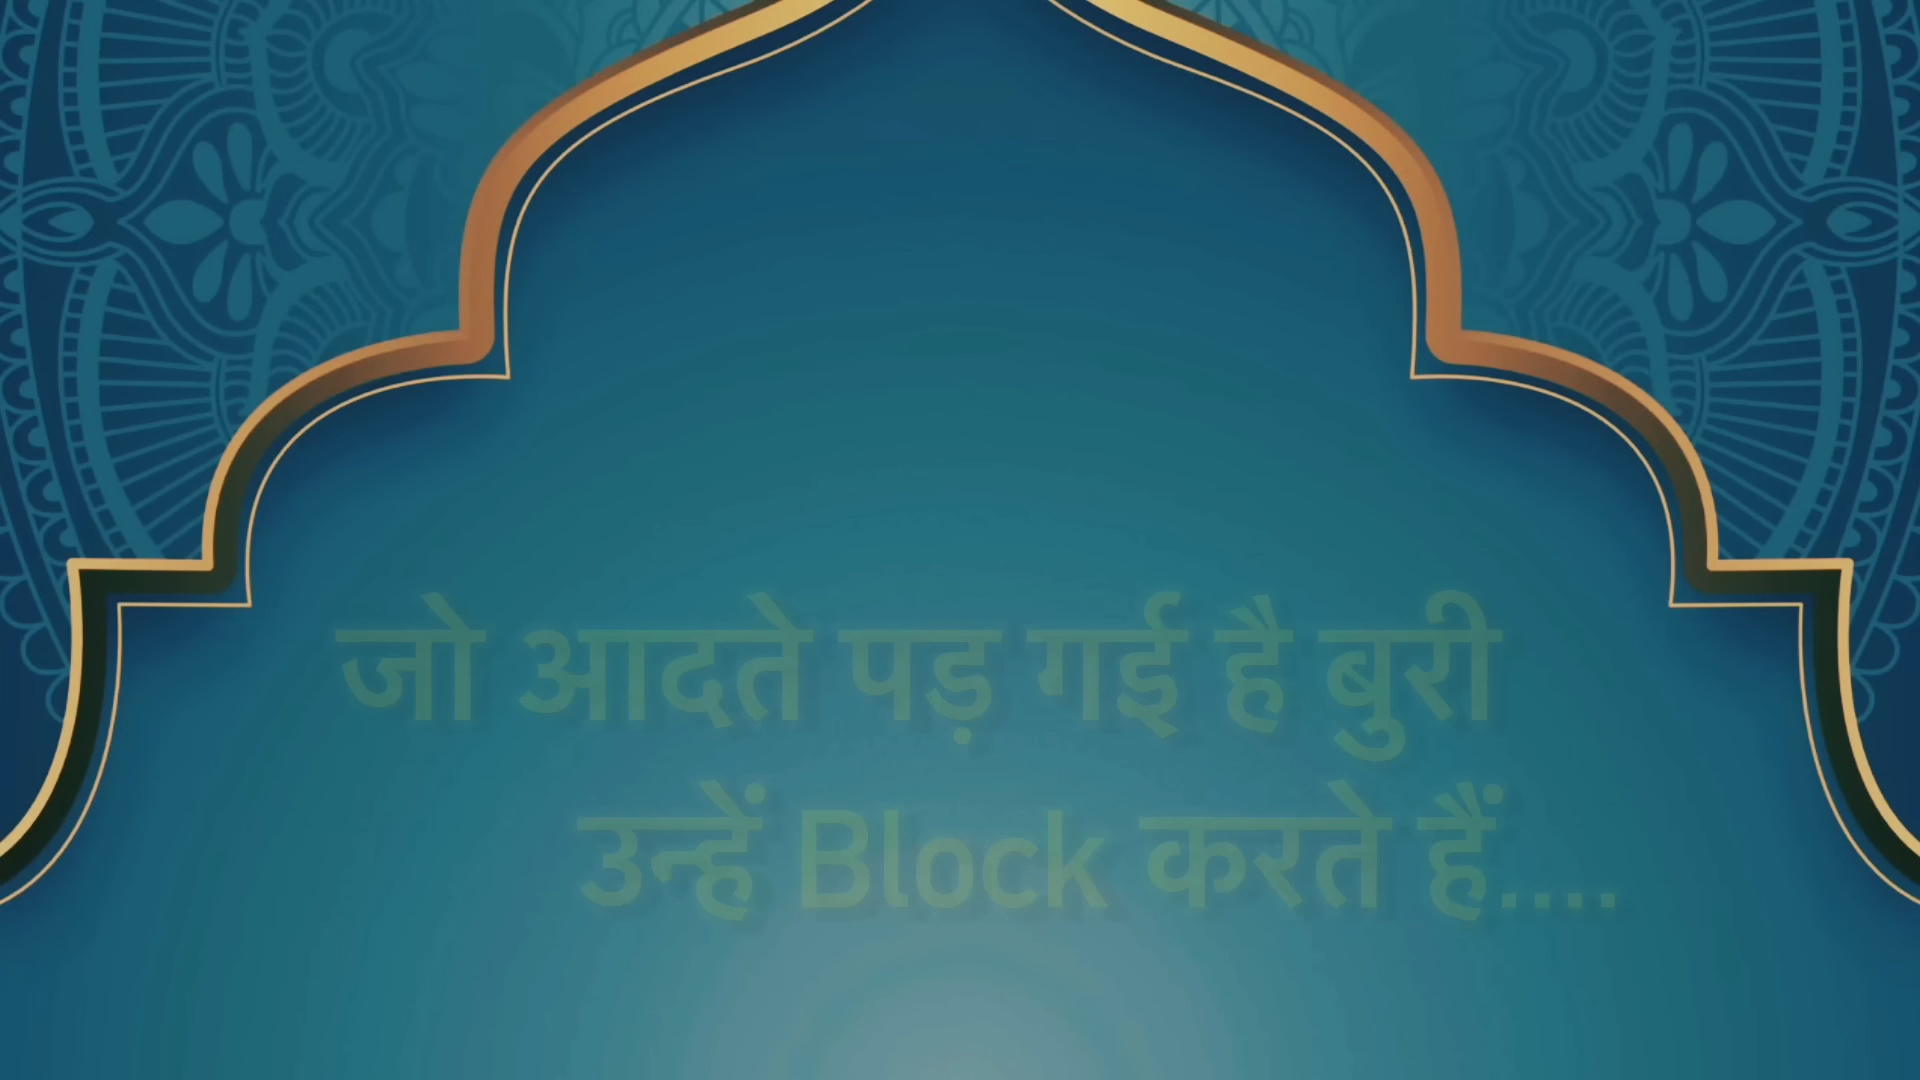 जो आदते पड़ गई है बुरी
उन्हें Block करते हैं....